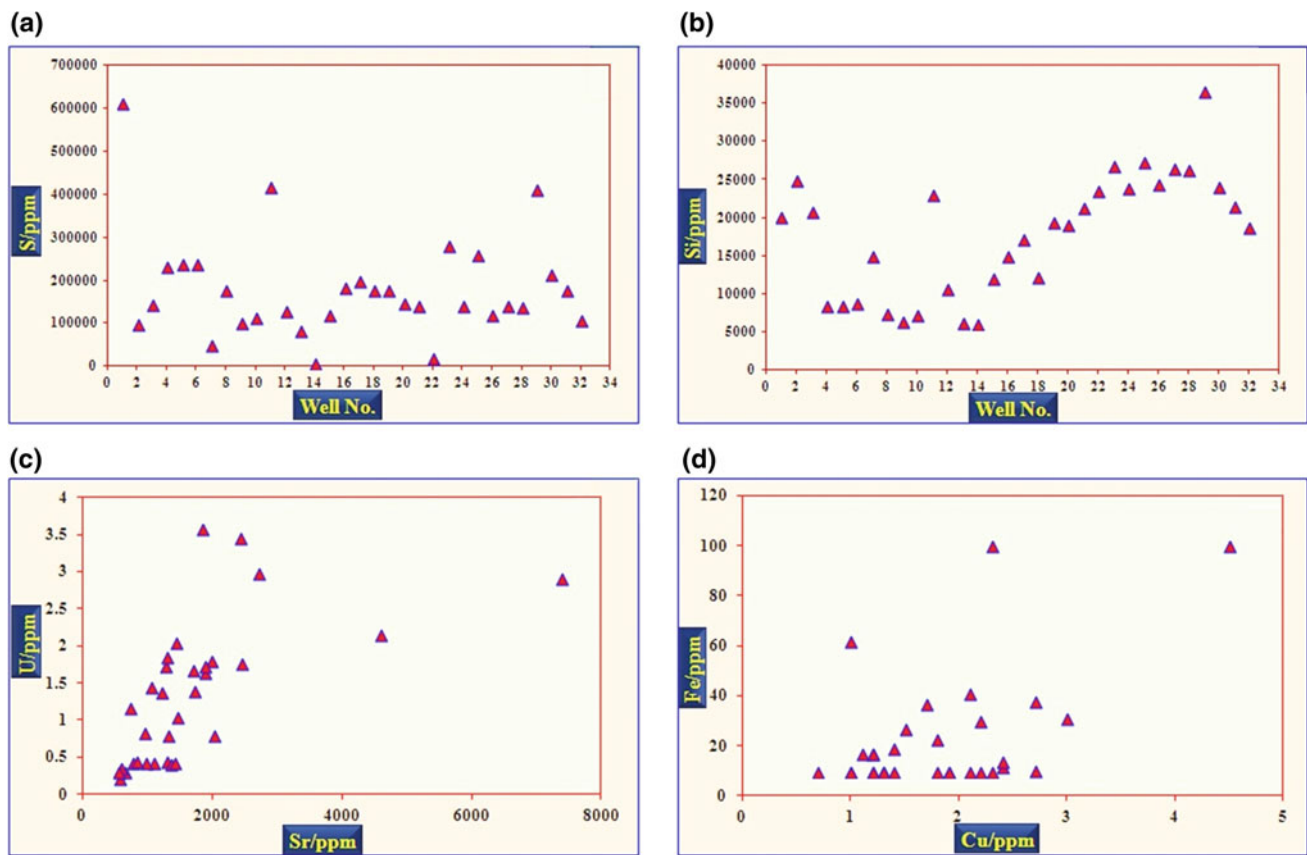 (a)
700000
600000
500000
400000
300000
200000
100000
0
S/ppm
0 2 4 6 8 10 12 14 16 18 20 22 24 26 28 30 32 34
Well No.
(b)
40000
35000
30000
25000
20000
15000
10000
5000
0
Si/ppm
0 2 4 6 8 10 12 14 16 18 20 22 24 26 28 30 32 34
Well No.
(c)
4
3.5
3
2.5
2
1.5
1
0.5
0
U/ppm
0 2000 4000 6000 8000
Sr/ppm
(d)
120
100
80
60
40
20
0
Fe/ppm
0 1 2 3 4 5
Cu/ppm